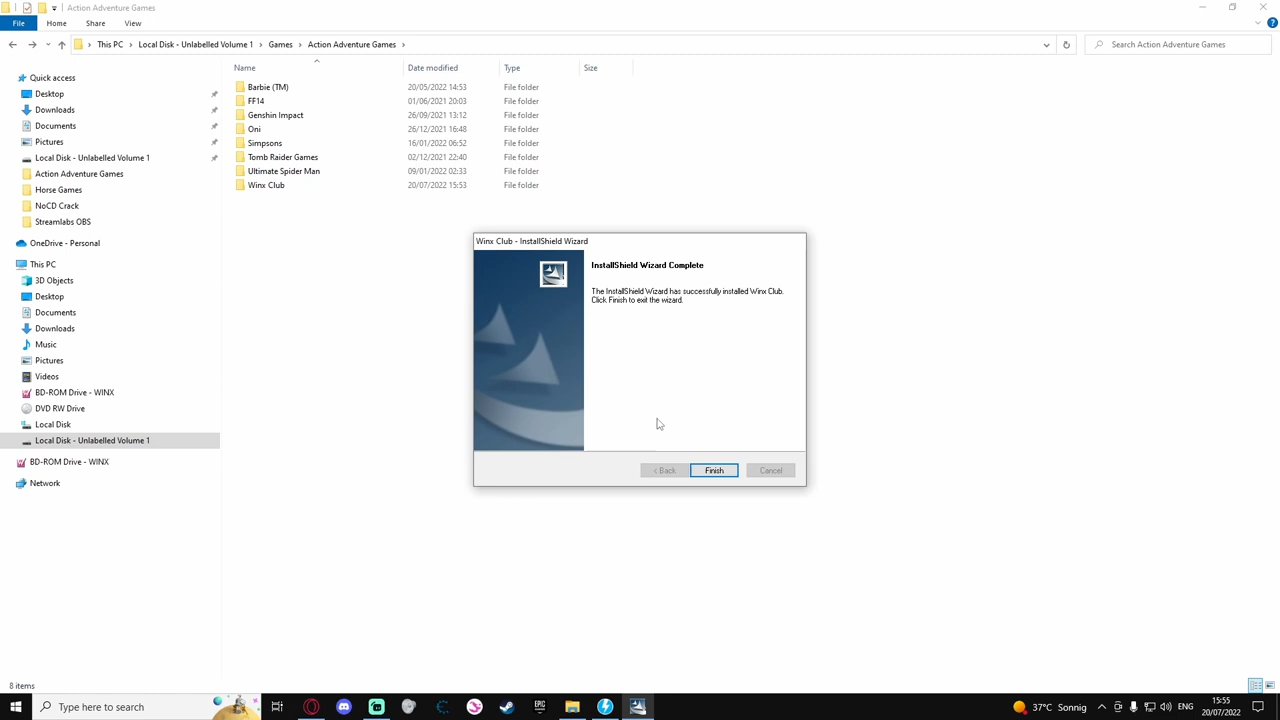 Action Adventure Games
File Home Share View
This PC Local Disk - Unlabelled Volume 1 Games Action Adventure Games
Search Action Adventure Games
Name Date modified Type Size
Quick access
Desktop
Downloads
Documents
Pictures
Local Disk - Unlabelled Volume 1
Action Adventure Games
Horse Games
NoCD Crack
Streamlabs OBS
OneDrive - Personal
This PC
3D Objects
Desktop
Documents
Downloads
Music
Pictures
Videos
BD-ROM Drive - WINX
DVD RW Drive
Local Disk
Local Disk - Unlabelled Volume 1
BD-ROM Drive - WINX
Network
Barbie (TM) 20/05/2022 14:53 File folder
FF14 01/06/2021 20:03 File folder
Genshin Impact 26/09/2021 13:12 File folder
Oni 26/12/2021 16:48 File folder
Simpsons 16/01/2022 06:52 File folder
Tomb Raider Games 02/12/2021 22:40 File folder
Ultimate Spider Man 09/01/2022 02:33 File folder
Winx Club 20/07/2022 15:53 File folder
Winx Club - InstallShield Wizard
InstallShield Wizard Complete
The InstallShield Wizard has successfully installed Winx Club.
Click Finish to exit the wizard.
< Back Finish Cancel
8 items
Type here to search
EPIC
37°C Sonnig
ENG
15:55
20/07/2022